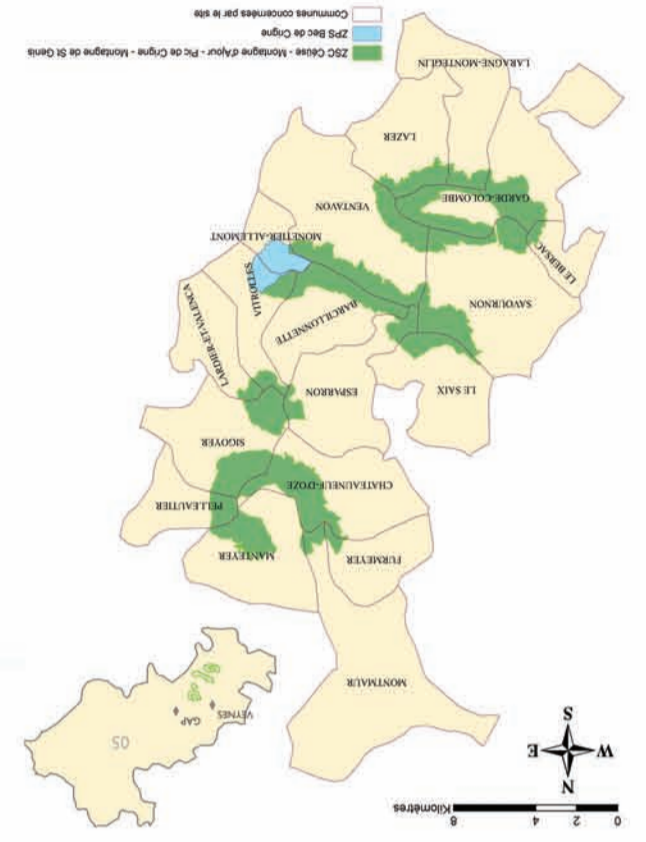 0 2 4 8
Kilomètres
N
W E
S
05
VEYNES
GAP
MONTMAUR
FURMEYER
MANTEYER
PELLEAUTIER
CHATEAUNEUF-D'OZE
SIGOYER
LE SAIX
ESPARRON
LARDIER-ET-VALENCA
SAVOURNON
BARCILLONNETTE
VITROLLES
LE BERSAC
MONETIER-ALLEMONT
VENTAVON
GARDE-COLOMBE
LAZER
LARAGNE-MONTEGLIN
ZSC Céüse - Montagne d'Ajour - Pic de Crigne - Montagne de St Genis
ZPS Bec de Crigne
Communes concernées par le site